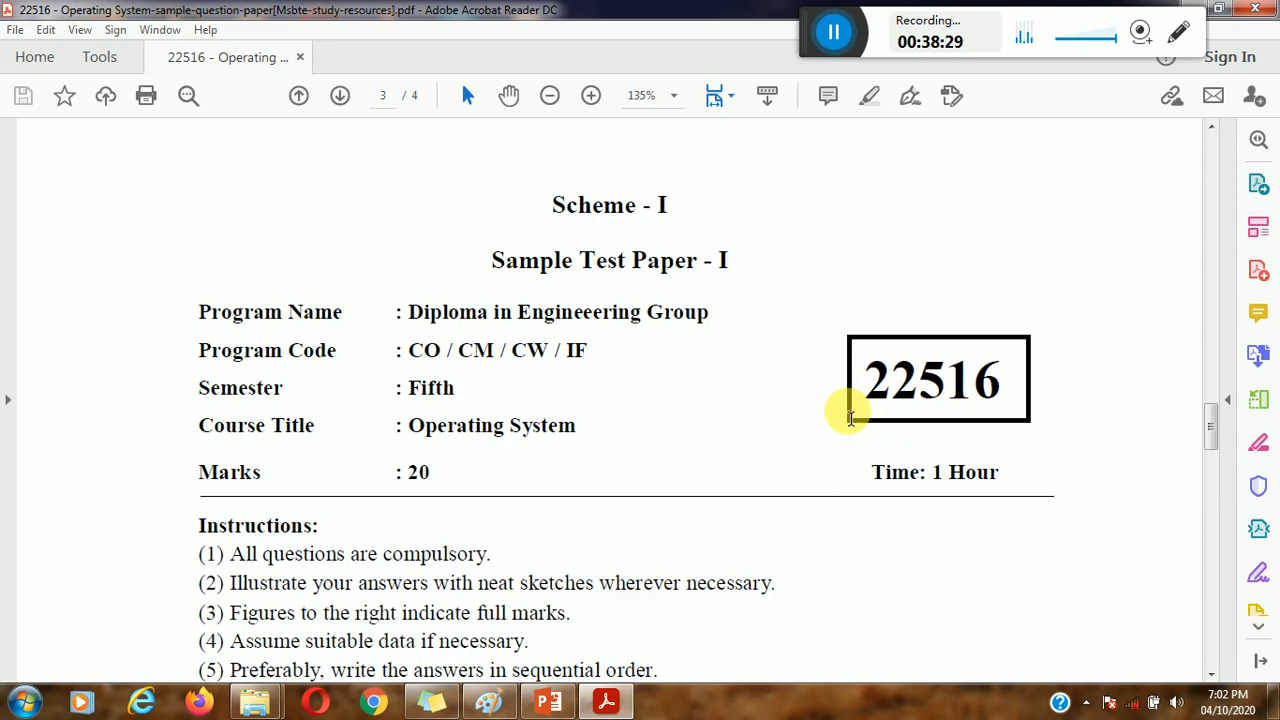 22516 - Operating System-sample-question-paper[Msbte-study-resources].pdf - Adobe Acrobat Reader DC
File Edit View Sign Window Help
Recording...
00:38:29
Home Tools 22516 - Operating ... × Sign In
3 / 4 135%
Scheme - I
Sample Test Paper - I
Program Name : Diploma in Engineeering Group
Program Code : CO / CM / CW / IF
22516
Semester : Fifth
Course Title : Operating System
Marks : 20 Time: 1 Hour
Instructions:
(1) All questions are compulsory.
(2) Illustrate your answers with neat sketches wherever necessary.
(3) Figures to the right indicate full marks.
(4) Assume suitable data if necessary.
(5) Preferably, write the answers in sequential order.
7:02 PM
04/10/2020